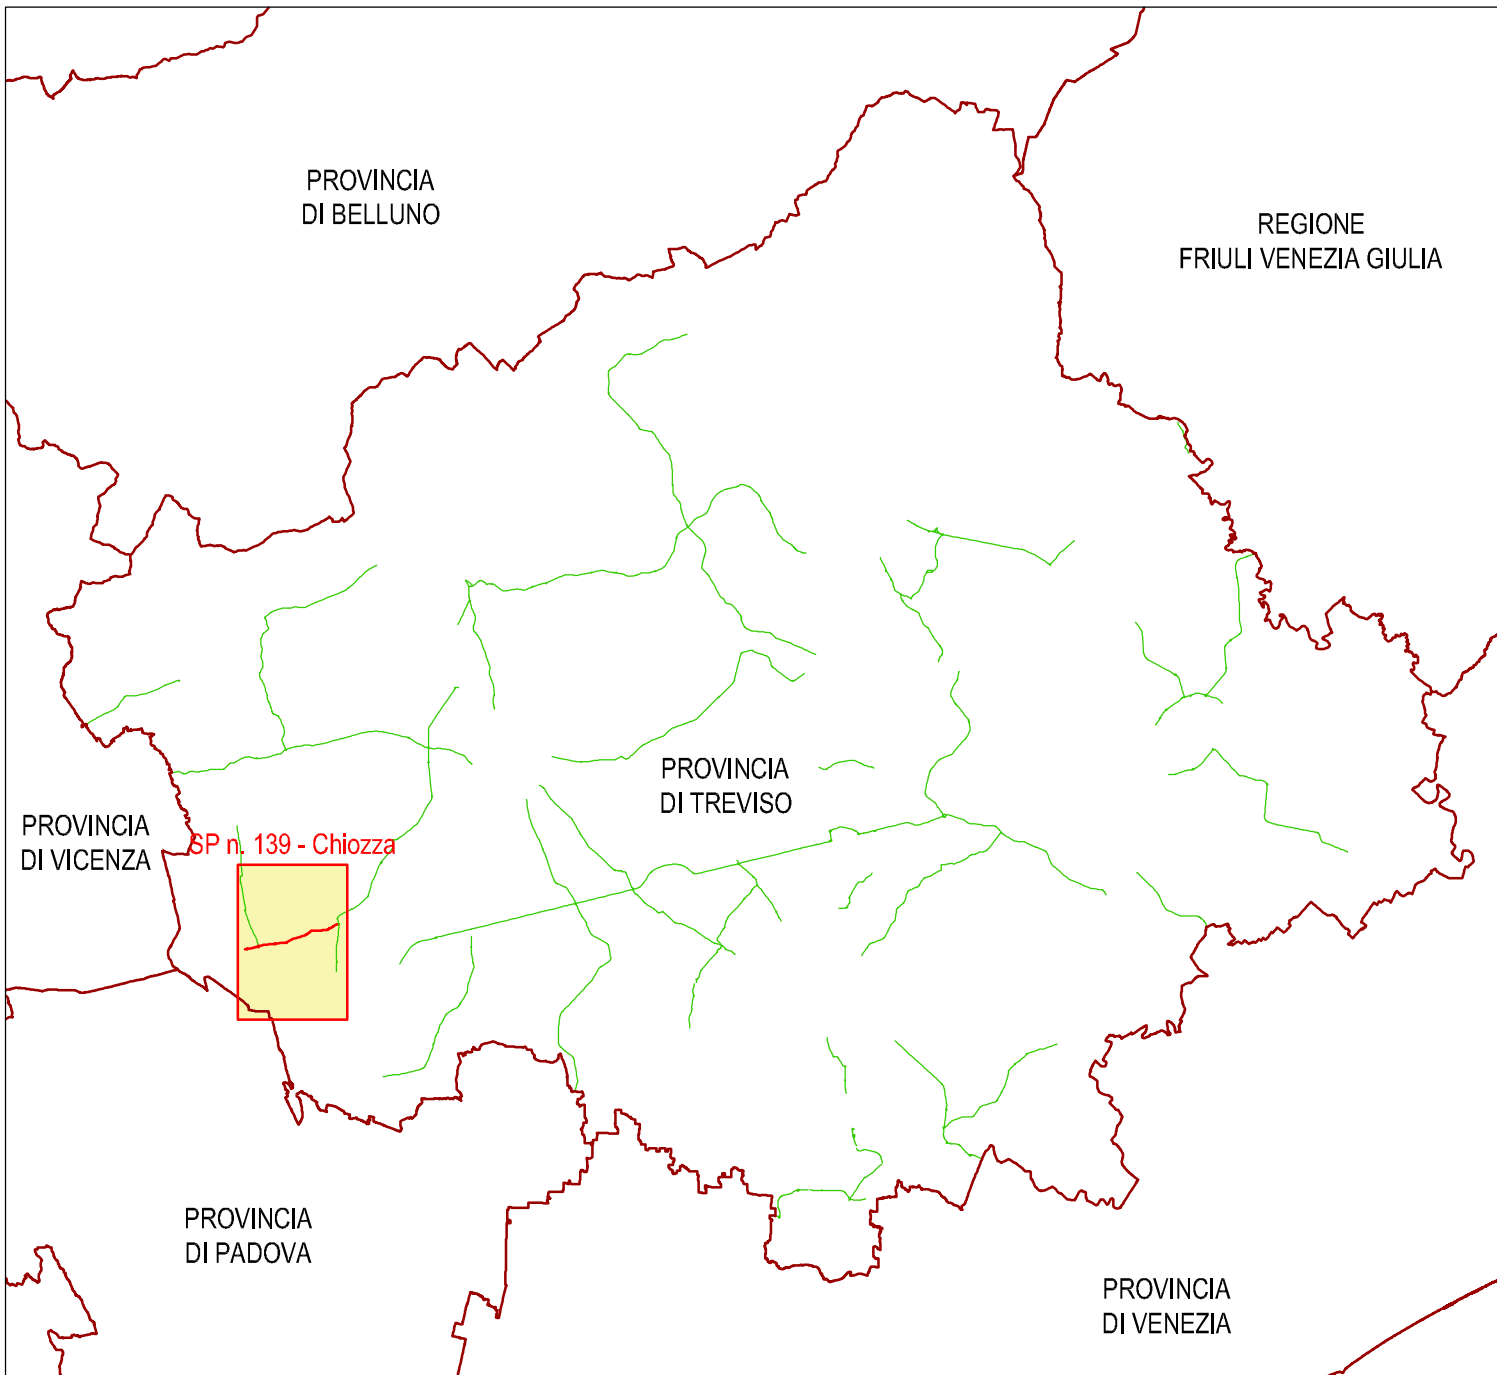 PROVINCIA
DI BELLUNO
REGIONE
FRIULI VENEZIA GIULIA
PROVINCIA
DI TREVISO
PROVINCIA
DI VICENZA
SP n. 139 - Chiozza
PROVINCIA
DI PADOVA
PROVINCIA
DI VENEZIA